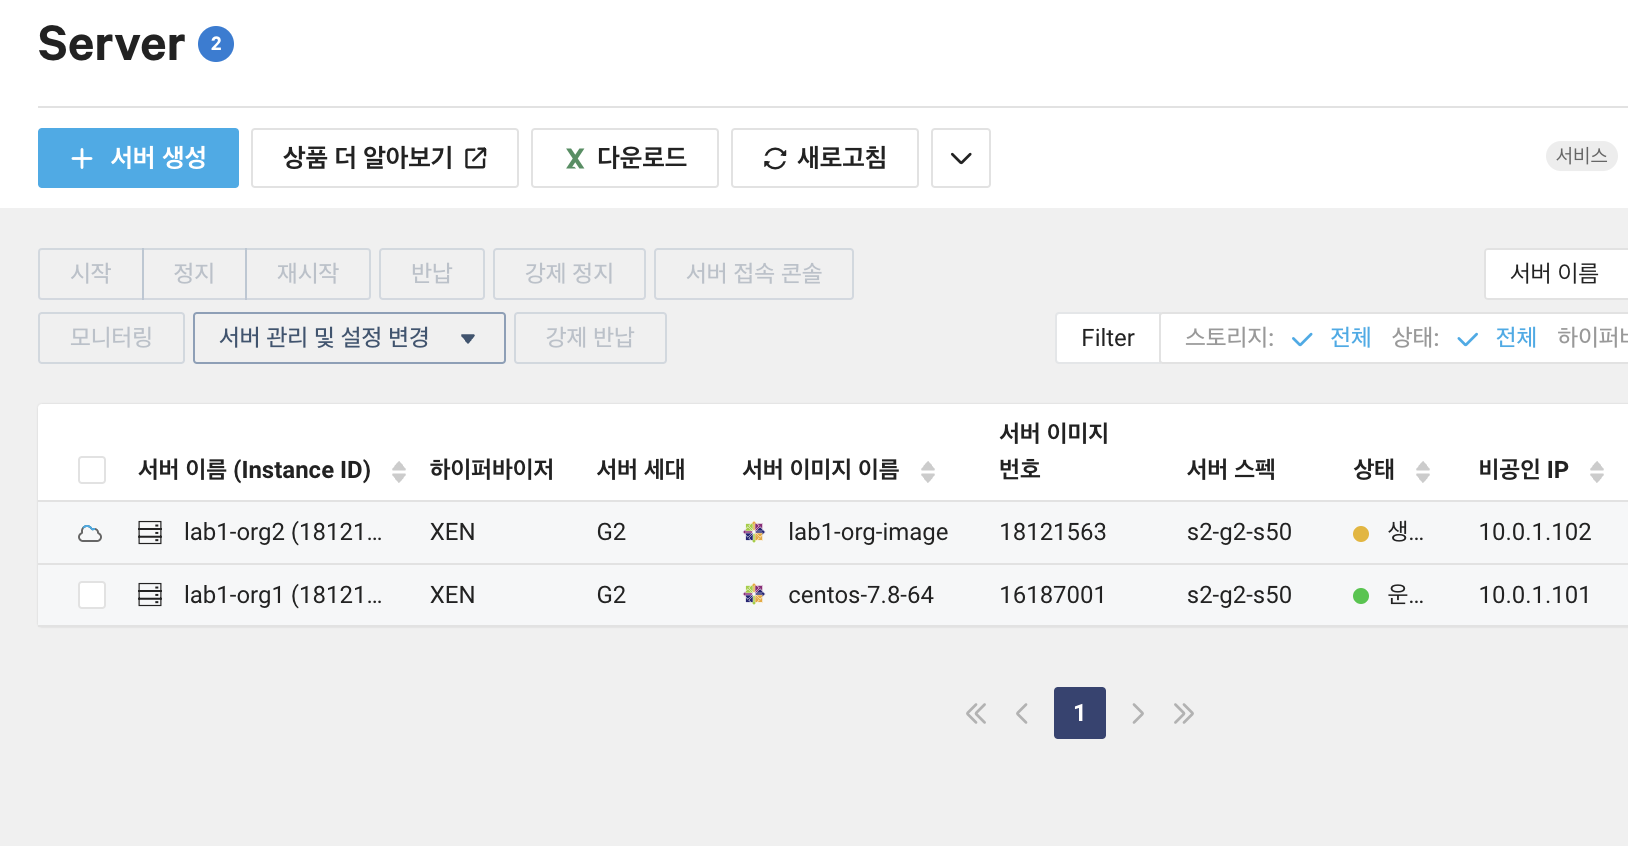 Server 2
서버 생성 상품 더 알아보기 다운로드 새로고침
서비스
시작 정지 재시작 반납 강제 정지 서버 접속 콘솔
서버 이름
모니터링 서버 관리 및 설정 변경 강제 반납
Filter 스토리지: 전체 상태: 전체 하이퍼
서버 이름 (Instance ID) 하이퍼바이저 서버 세대 서버 이미지 이름 서버 이미지 번호 서버 스펙 상태 비공인 IP
lab1-org2 (18121... XEN G2 lab1-org-image 18121563 s2-g2-s50 생... 10.0.1.102
lab1-org1 (18121... XEN G2 centos-7.8-64 16187001 s2-g2-s50 운... 10.0.1.101
1